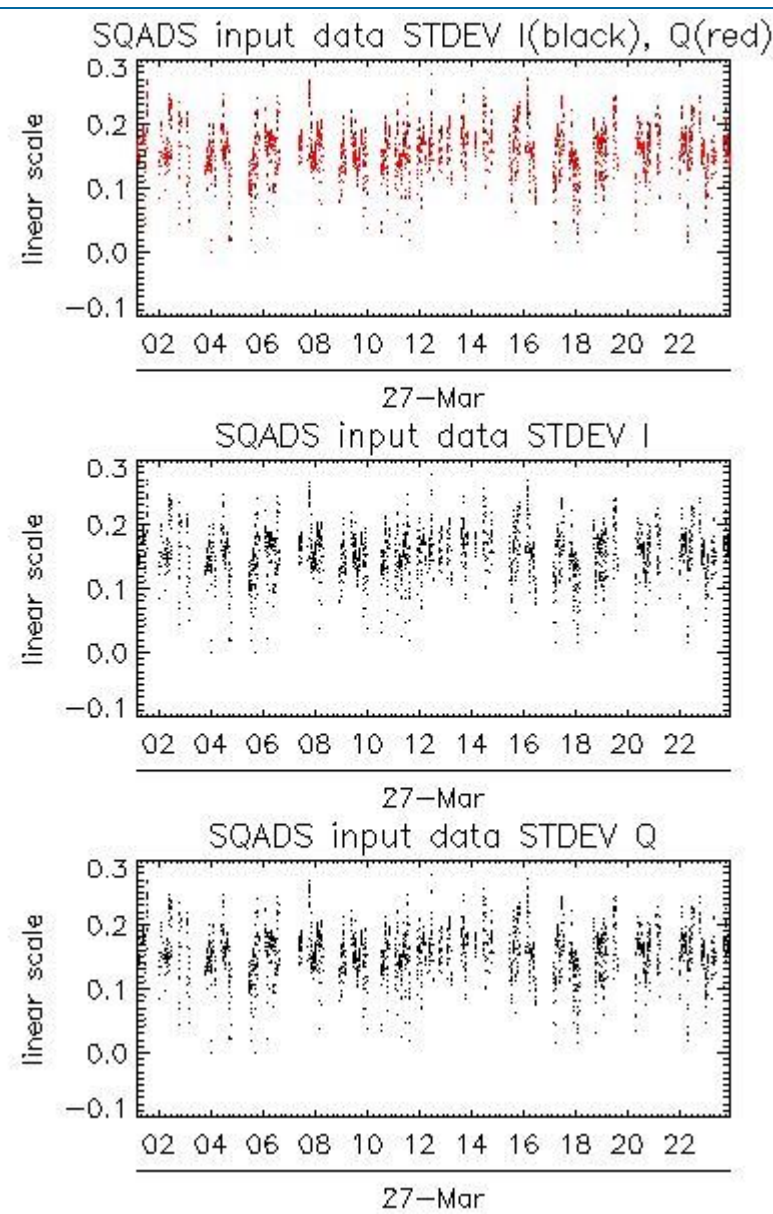 SQADS input data STDEV I(black), Q(red)
0.3
0.2
0.1
0.0
−0.1
linear scale
02 04 06 08 10 12 14 16 18 20 22
27−Mar
SQADS input data STDEV I
0.3
0.2
0.1
0.0
−0.1
linear scale
02 04 06 08 10 12 14 16 18 20 22
27−Mar
SQADS input data STDEV Q
0.3
0.2
0.1
0.0
−0.1
linear scale
02 04 06 08 10 12 14 16 18 20 22
27−Mar